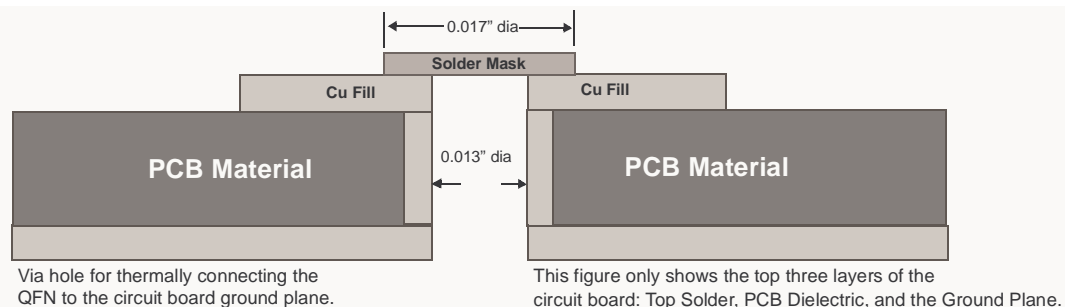 0.017” dia
Solder Mask
Cu Fill
Cu Fill
PCB Material
0.013” dia
PCB Material
Via hole for thermally connecting the
QFN to the circuit board ground plane.
This figure only shows the top three layers of the
circuit board: Top Solder, PCB Dielectric, and the Ground Plane.